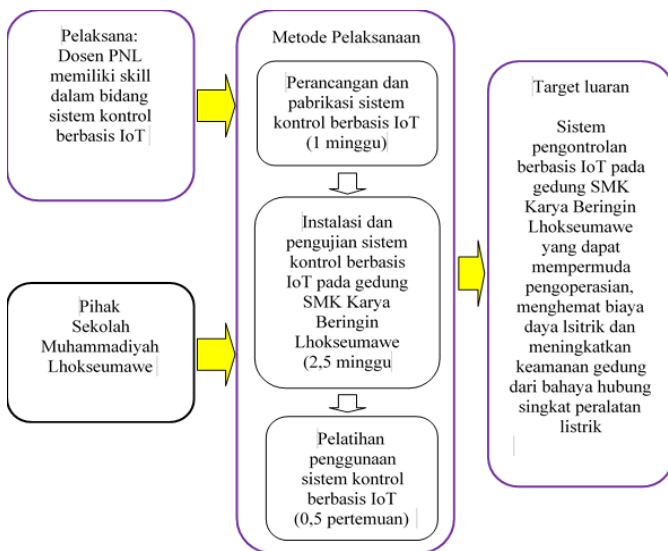 Pelaksana:
Dosen PNL
memiliki skill
dalam bidang
sistem kontrol
berbasis IoT
Pihak
Sekolah
Muhammadiyah
Lhokseumawe
Metode Pelaksanaan
Perancangan dan
pabrikasi sistem
kontrol berbasis IoT
(1 minggu)
Instalasi dan
pengujian sistem
kontrol berbasis
IoT pada gedung
SMK Karya
Beringin
Lhokseumawe
(2,5 minggu
Pelatihan
penggunaan
sistem kontrol
berbasis IoT
(0,5 pertemuan)
Target luaran
Sistem
pengontrolan
berbasis IoT pada
gedung SMK
Karya Beringin
Lhokseumawe
yang dapat
mempermuda
pengoperasian,
menghemat biaya
daya lsitrik dan
meningkatkan
keamanan gedung
dari bahaya hubung
singkat peralatan
listrik